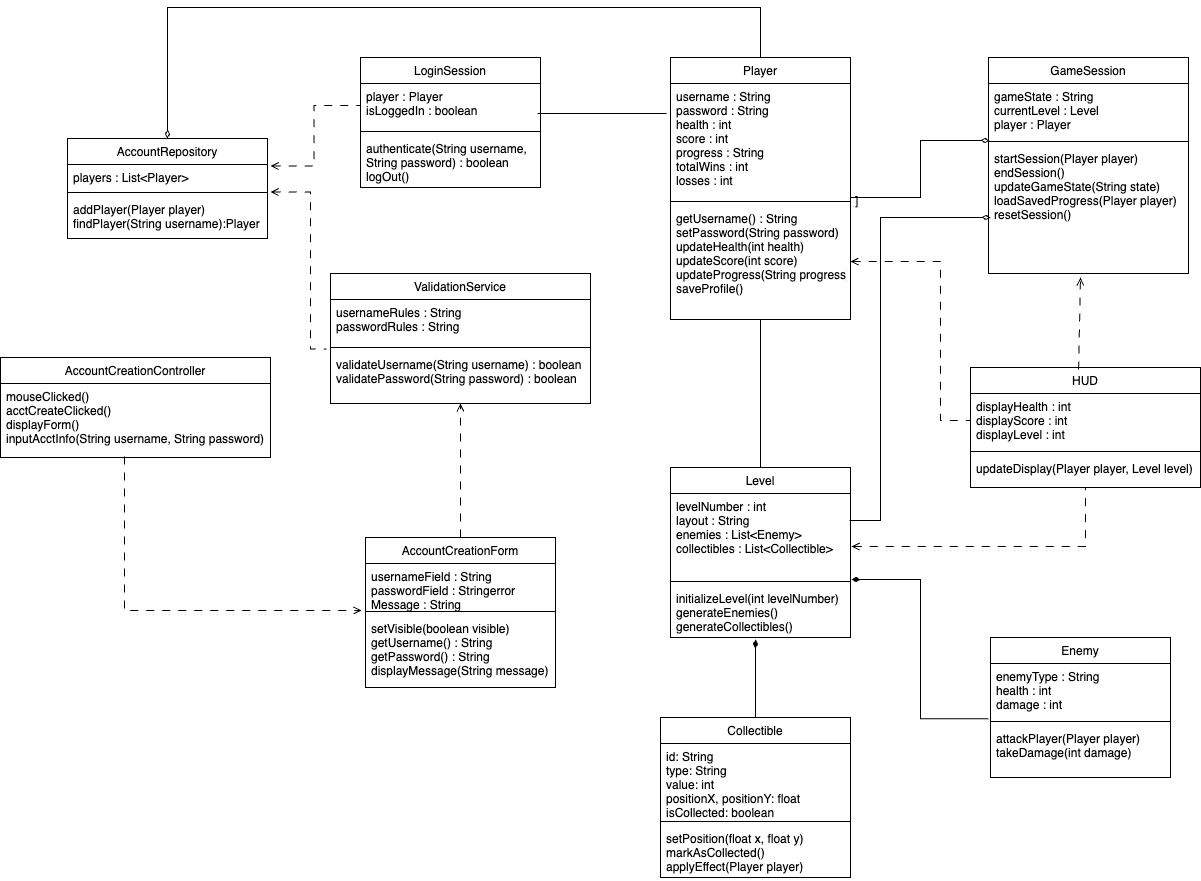 LoginSession
player : Player
isLoggedIn : boolean
authenticate(String username,
String password) : boolean
logOut()
Player
username : String
password : String
health : int
score : int
progress : String
totalWins : int
losses : int
]
getUsername() : String
setPassword(String password)
updateHealth(int health)
updateScore(int score)
updateProgress(String progress
saveProfile()
GameSession
gameState : String
currentLevel : Level
player : Player
startSession(Player player)
endSession()
updateGameState(String state)
loadSavedProgress(Player player)
resetSession()
AccountRepository
players : List<Player>
addPlayer(Player player)
findPlayer(String username):Player
ValidationService
usernameRules : String
passwordRules : String
validateUsername(String username) : boolean
validatePassword(String password) : boolean
AccountCreationController
mouseClicked()
acctCreateClicked()
displayForm()
inputAcctInfo(String username, String password)
HUD
displayHealth : int
displayScore : int
displayLevel : int
updateDisplay(Player player, Level level)
Level
levelNumber : int
layout : String
enemies : List<Enemy>
collectibles : List<Collectible>
initializeLevel(int levelNumber)
generateEnemies()
generateCollectibles()
AccountCreationForm
usernameField : String
passwordField : Stringerror
Message : String
setVisible(boolean visible)
getUsername() : String
getPassword() : String
displayMessage(String message)
Enemy
enemyType : String
health : int
damage : int
attackPlayer(Player player)
takeDamage(int damage)
Collectible
id: String
type: String
value: int
positionX, positionY: float
isCollected: boolean
setPosition(float x, float y)
markAsCollected()
applyEffect(Player player)